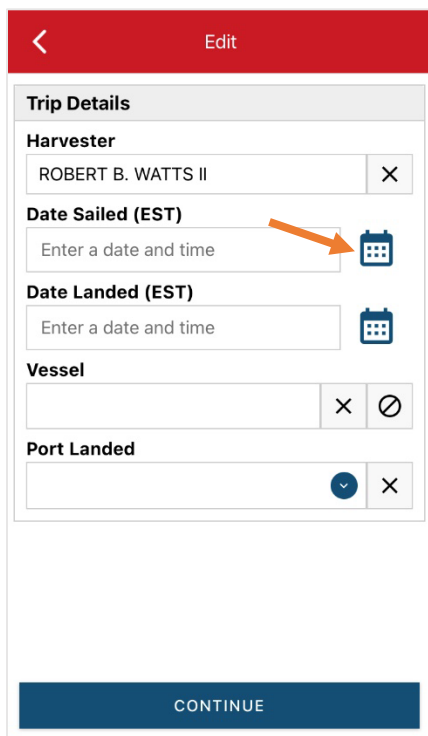 Edit
Trip Details
Harvester
ROBERT B. WATTS II
Date Sailed (EST)
Enter a date and time
Date Landed (EST)
Enter a date and time
Vessel
Port Landed
CONTINUE